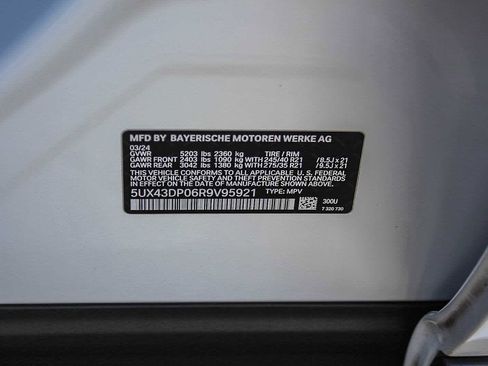 MFD BY BAYERISCHE MOTOREN WERKE AG
03/24
GVWR 5203 lbs 2360 kg TIRE / RIM
GAWR FRONT 2403 lbs 1090 kg WITH 245/40 R21 /8.5J x 21
GAWR REAR 3042 lbs 1380 kg WITH 275/35 R21 /9.5J x 21
THIS VEHICLE CONFORMS TO ALL APPLICABLE U. S. FEDERAL
MOTOR VEHICLE SAFETY AND THEFT PREVENTION STANDARDS
IN EFFECT ON THE DATE OF MANUFACTURE SHOWN ABOVE.
5UX43DP06R9V95921 TYPE: MPV
300U
7 320 730